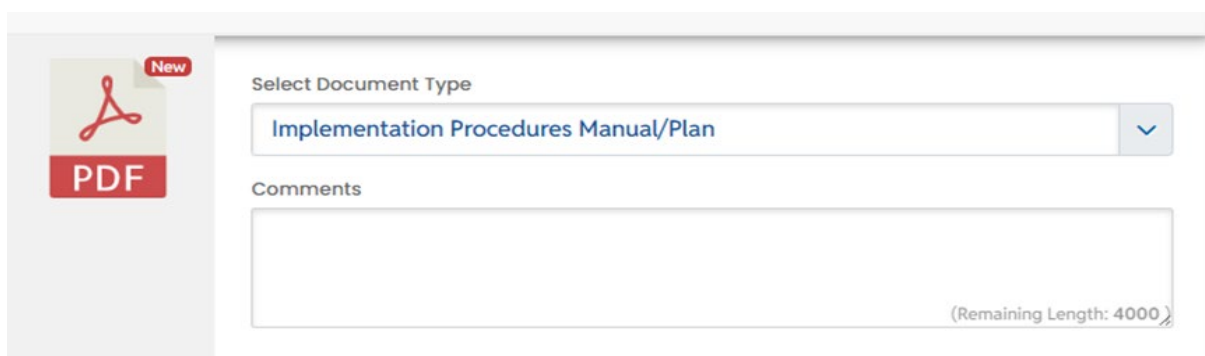 New
PDF
Select Document Type
Implementation Procedures Manual/Plan
Comments
(Remaining Length: 4000 )